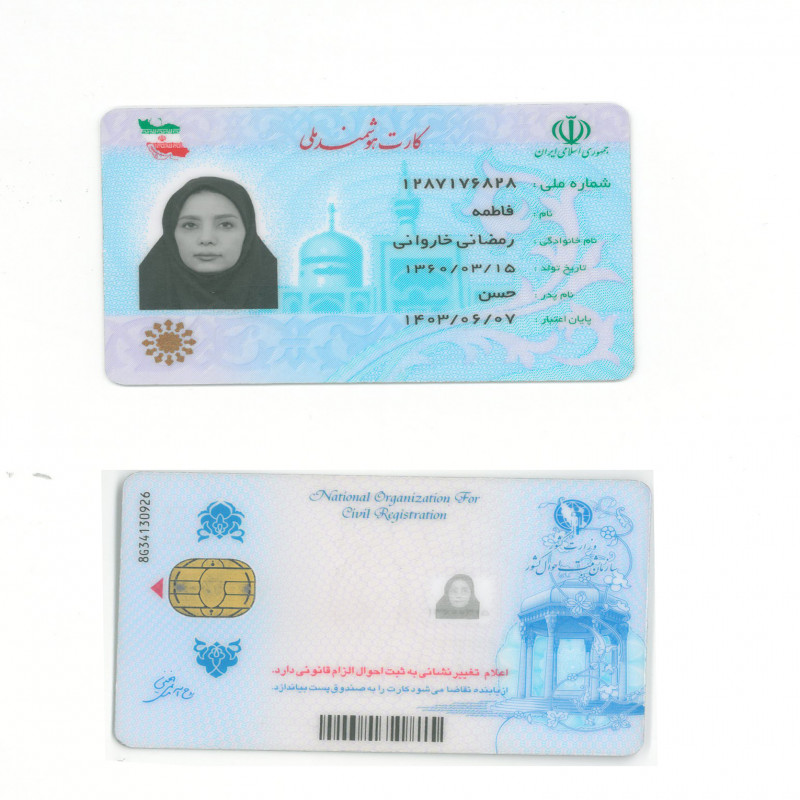 کارت هوشمند ملی
جمهوری اسلامی ایران
شماره ملی : ۱۲۸۷۱۷۶۸۲۸
نام : فاطمه
نام خانوادگی : رمضانی خاروانی
تاریخ تولد : ۱۳۶۰/۰۳/۱۵
نام پدر : حسن
پایان اعتبار : ۱۴۰۳/۰۶/۰۷
National Organization For
Civil Registration
8G34130926
وزارت کشور
سازمان ثبت احوال کشور
اعلام تغییر نشانی به ثبت احوال الزام قانونی دارد.
از یابنده تقاضا می شود کارت را به صندوق پست بیاندازد.